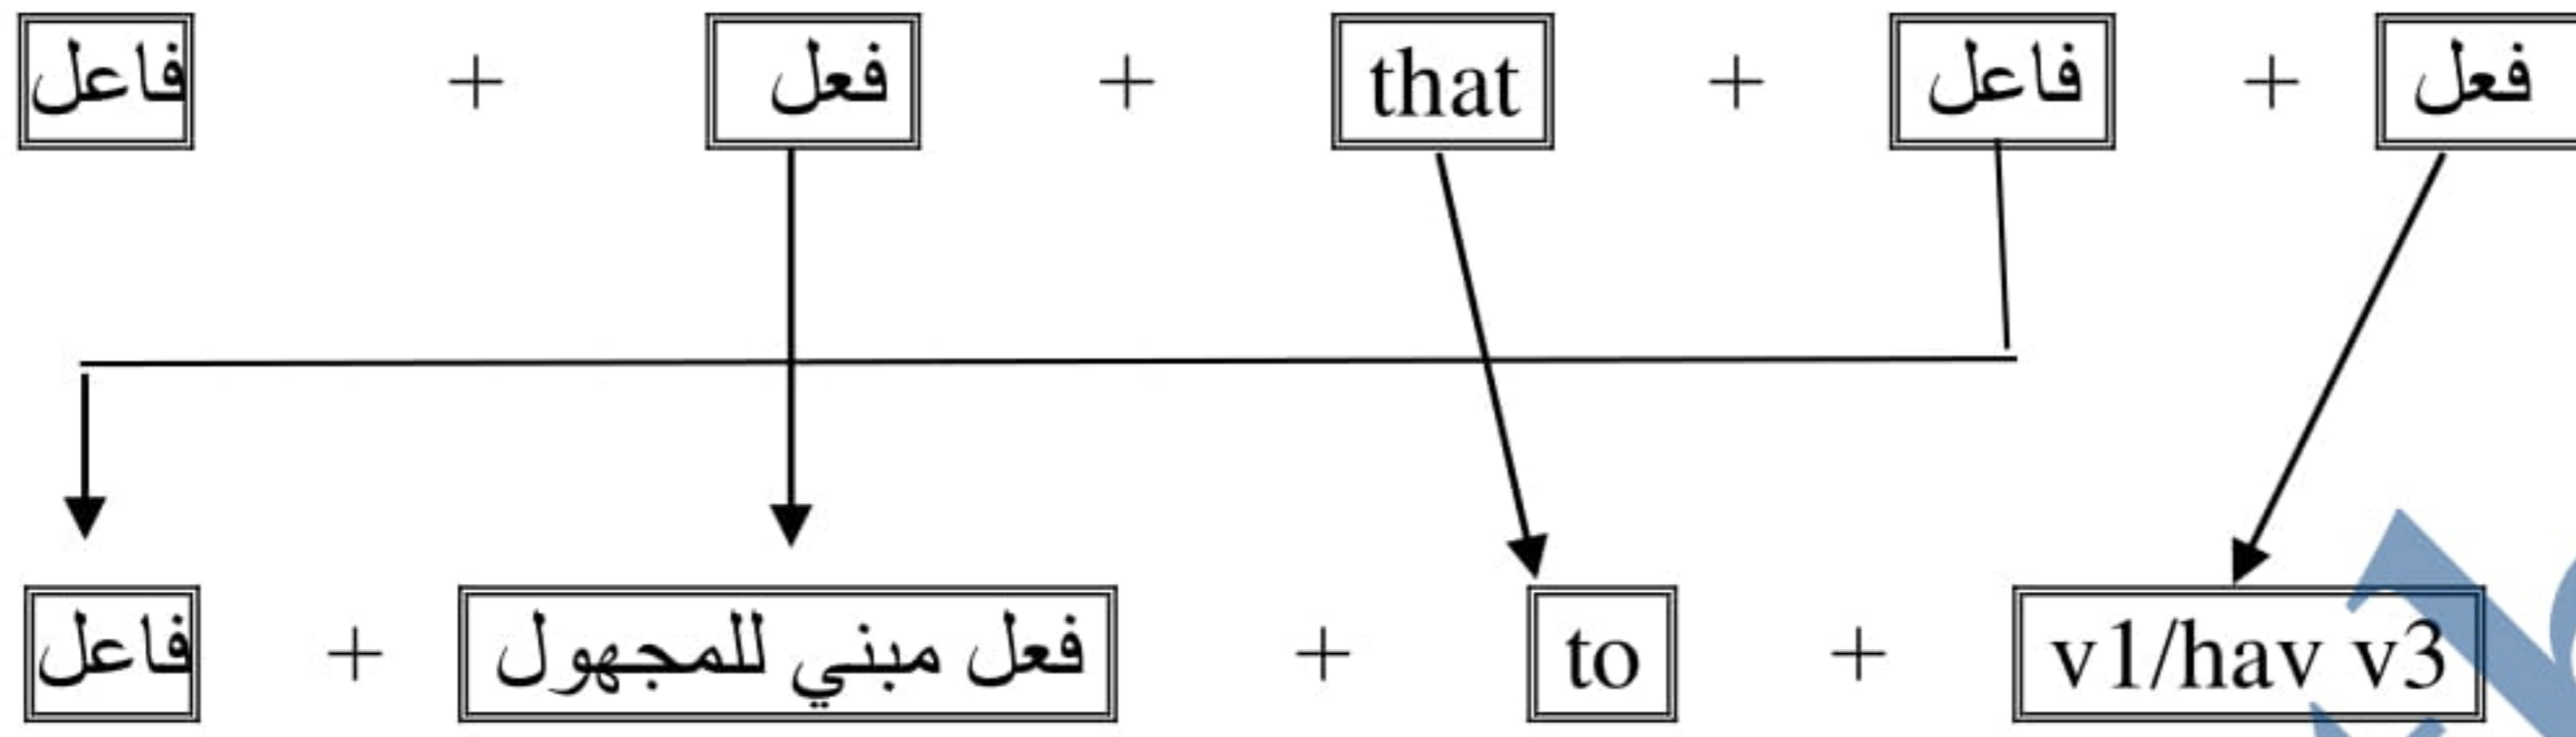 فاعل + فعل + that + فاعل + فعل
فاعل + فعل مبني للمجهول + to + v1/hav v3